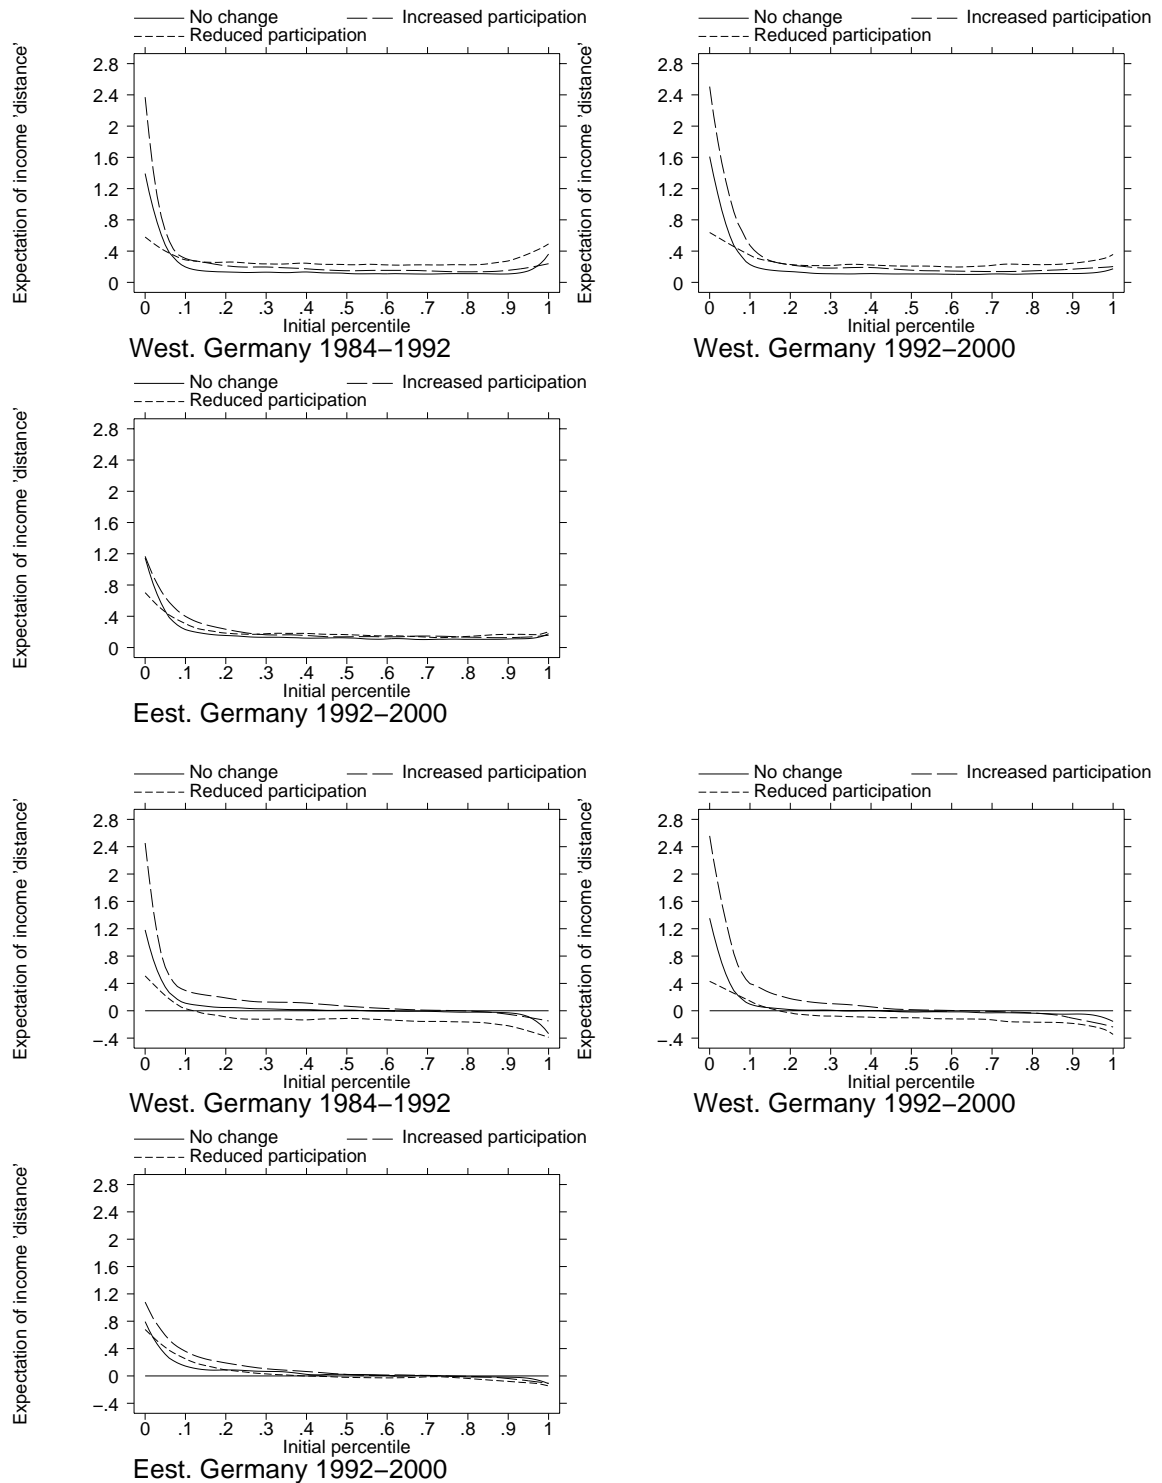 No change Increased participation
Reduced participation
Expectation of income 'distance'
2.8
2.4
2
1.6
1.2
.8
.4
0
0 .1 .2 .3 .4 .5 .6 .7 .8 .9 1
Initial percentile
West. Germany 1984−1992
No change Increased participation
Reduced participation
Expectation of income 'distance'
2.8
2.4
2
1.6
1.2
.8
.4
0
0 .1 .2 .3 .4 .5 .6 .7 .8 .9 1
Initial percentile
West. Germany 1992−2000
No change Increased participation
Reduced participation
Expectation of income 'distance'
2.8
2.4
2
1.6
1.2
.8
.4
0
0 .1 .2 .3 .4 .5 .6 .7 .8 .9 1
Initial percentile
Eest. Germany 1992−2000
No change Increased participation
Reduced participation
Expectation of income 'distance'
2.8
2.4
2
1.6
1.2
.8
.4
0
−.4
0 .1 .2 .3 .4 .5 .6 .7 .8 .9 1
Initial percentile
West. Germany 1984−1992
No change Increased participation
Reduced participation
Expectation of income 'distance'
2.8
2.4
2
1.6
1.2
.8
.4
0
−.4
0 .1 .2 .3 .4 .5 .6 .7 .8 .9 1
Initial percentile
West. Germany 1992−2000
No change Increased participation
Reduced participation
Expectation of income 'distance'
2.8
2.4
2
1.6
1.2
.8
.4
0
−.4
0 .1 .2 .3 .4 .5 .6 .7 .8 .9 1
Initial percentile
Eest. Germany 1992−2000